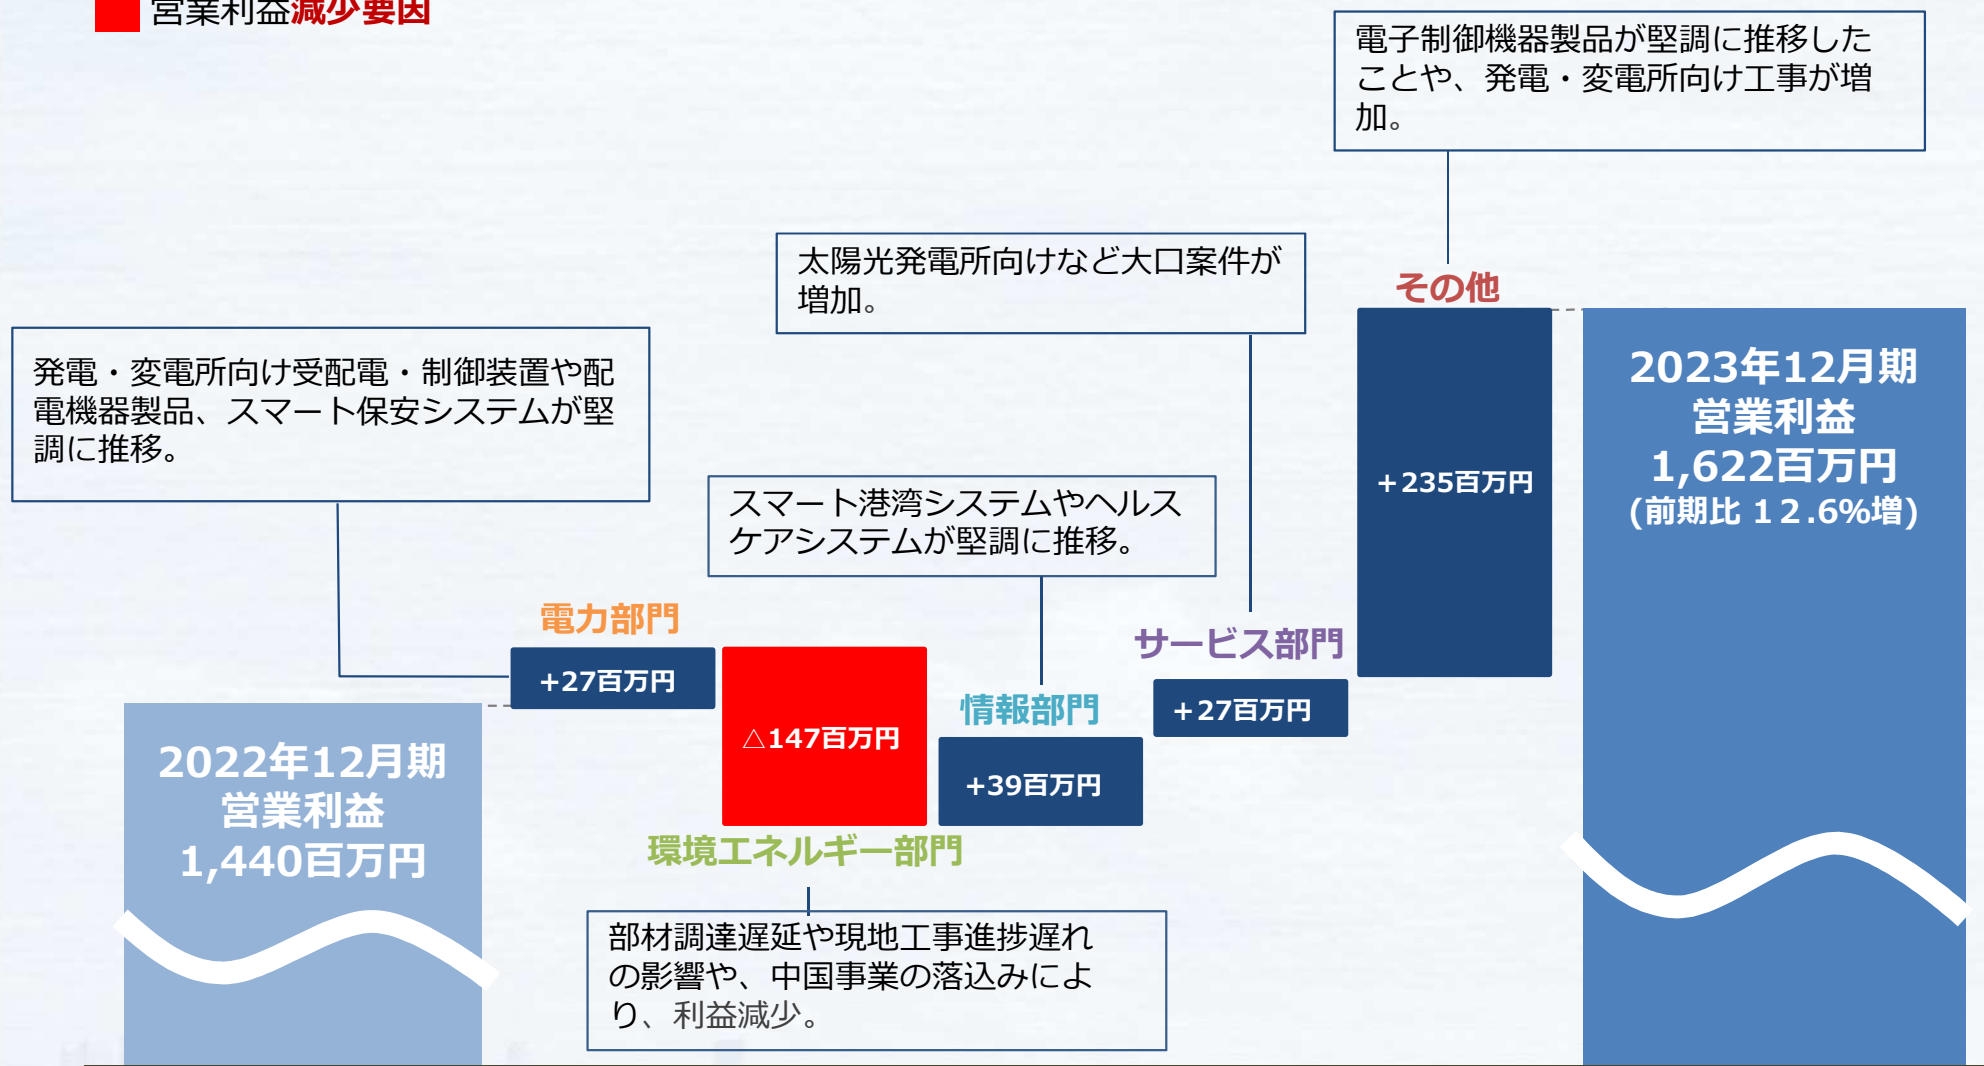 営業利益減少要因
電子制御機器製品が堅調に推移した
ことや、発電・変電所向け工事が増
加。
太陽光発電所向けなど大口案件が
増加。
その他
発電・変電所向け受配電・制御装置や配
電機器製品、スマート保安システムが堅
調に推移。
2023年12月期
営業利益
1,622百万円
(前期比 １２.6%増)
+235百万円
スマート港湾システムやヘルス
ケアシステムが堅調に推移。
電力部門
+27百万円
サービス部門
+27百万円
情報部門
+39百万円
△147百万円
環境エネルギー部門
2022年12月期
営業利益
1,440百万円
部材調達遅延や現地工事進捗遅れ
の影響や、中国事業の落込みによ
り、利益減少。